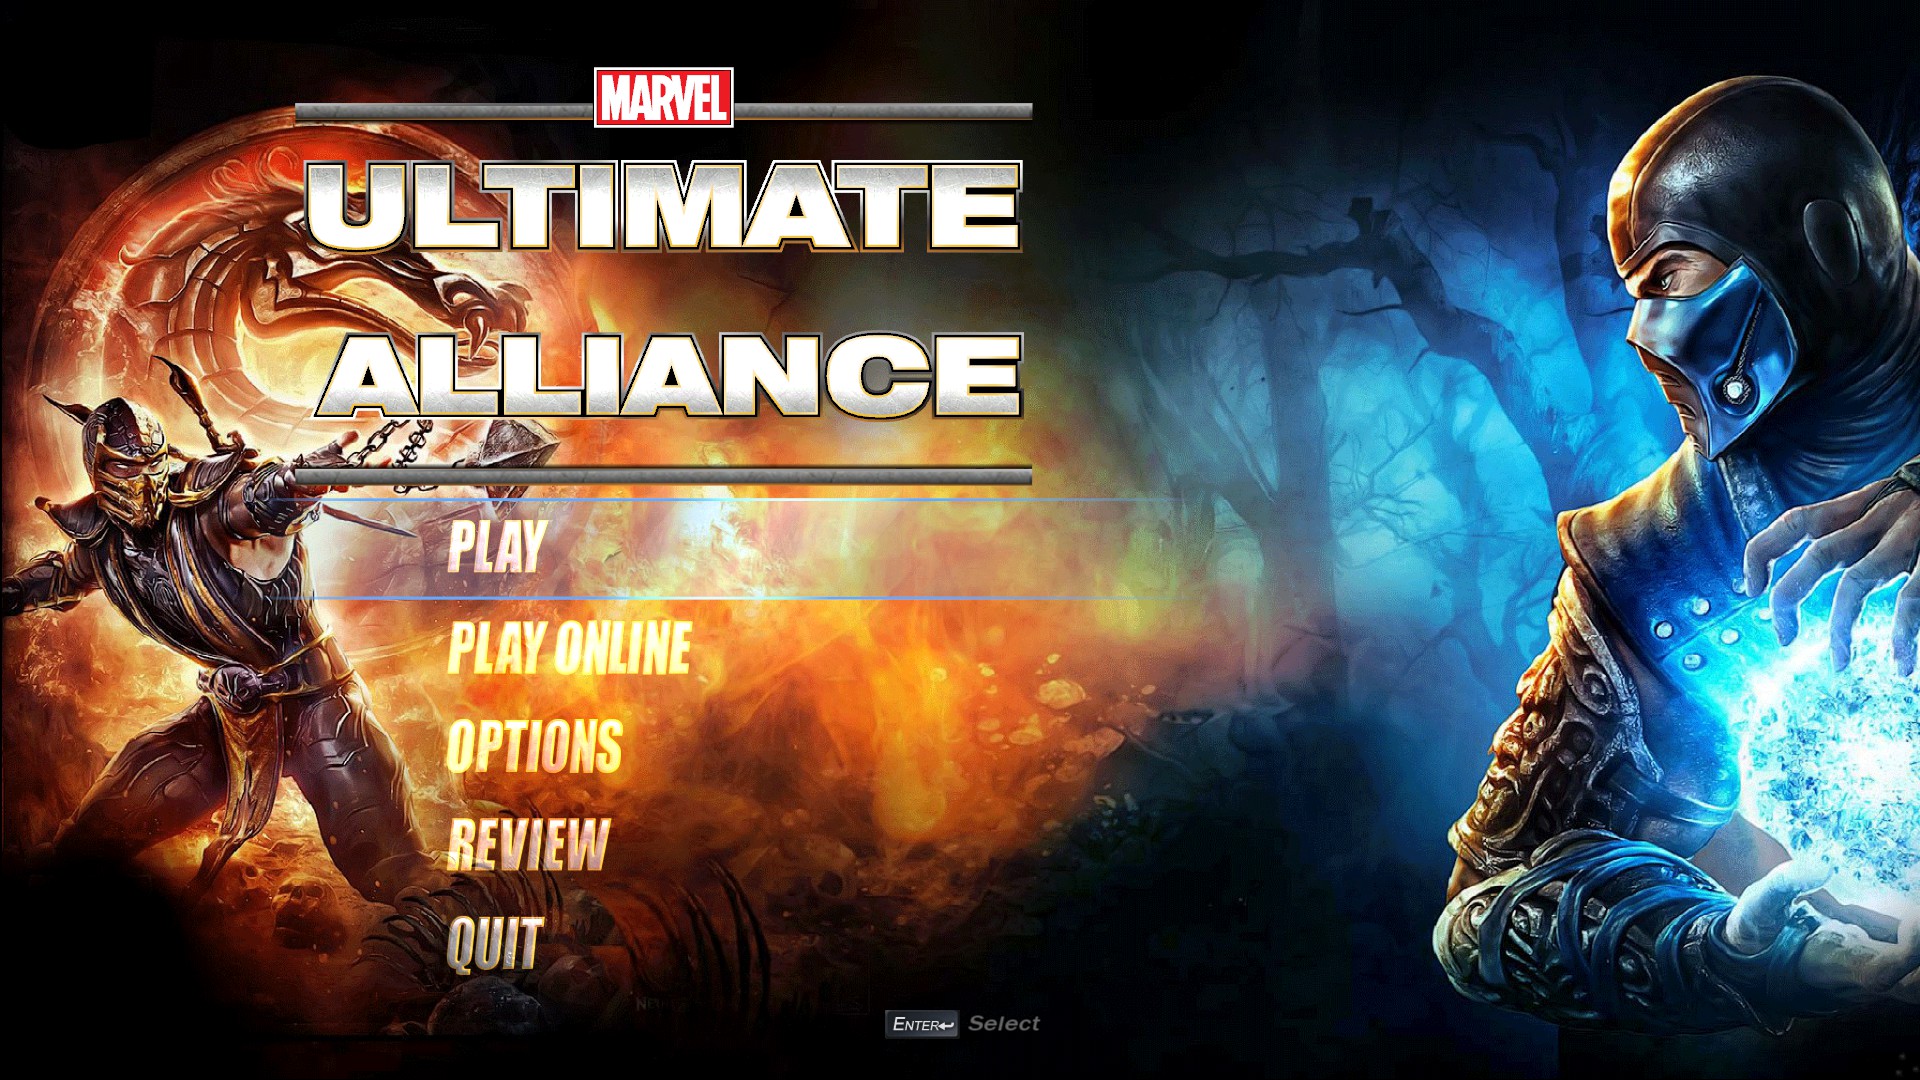 MARVEL
ULTIMATE
ALLIANCE
PLAY
PLAY ONLINE
OPTIONS
REVIEW
QUIT
ENTER↵ Select